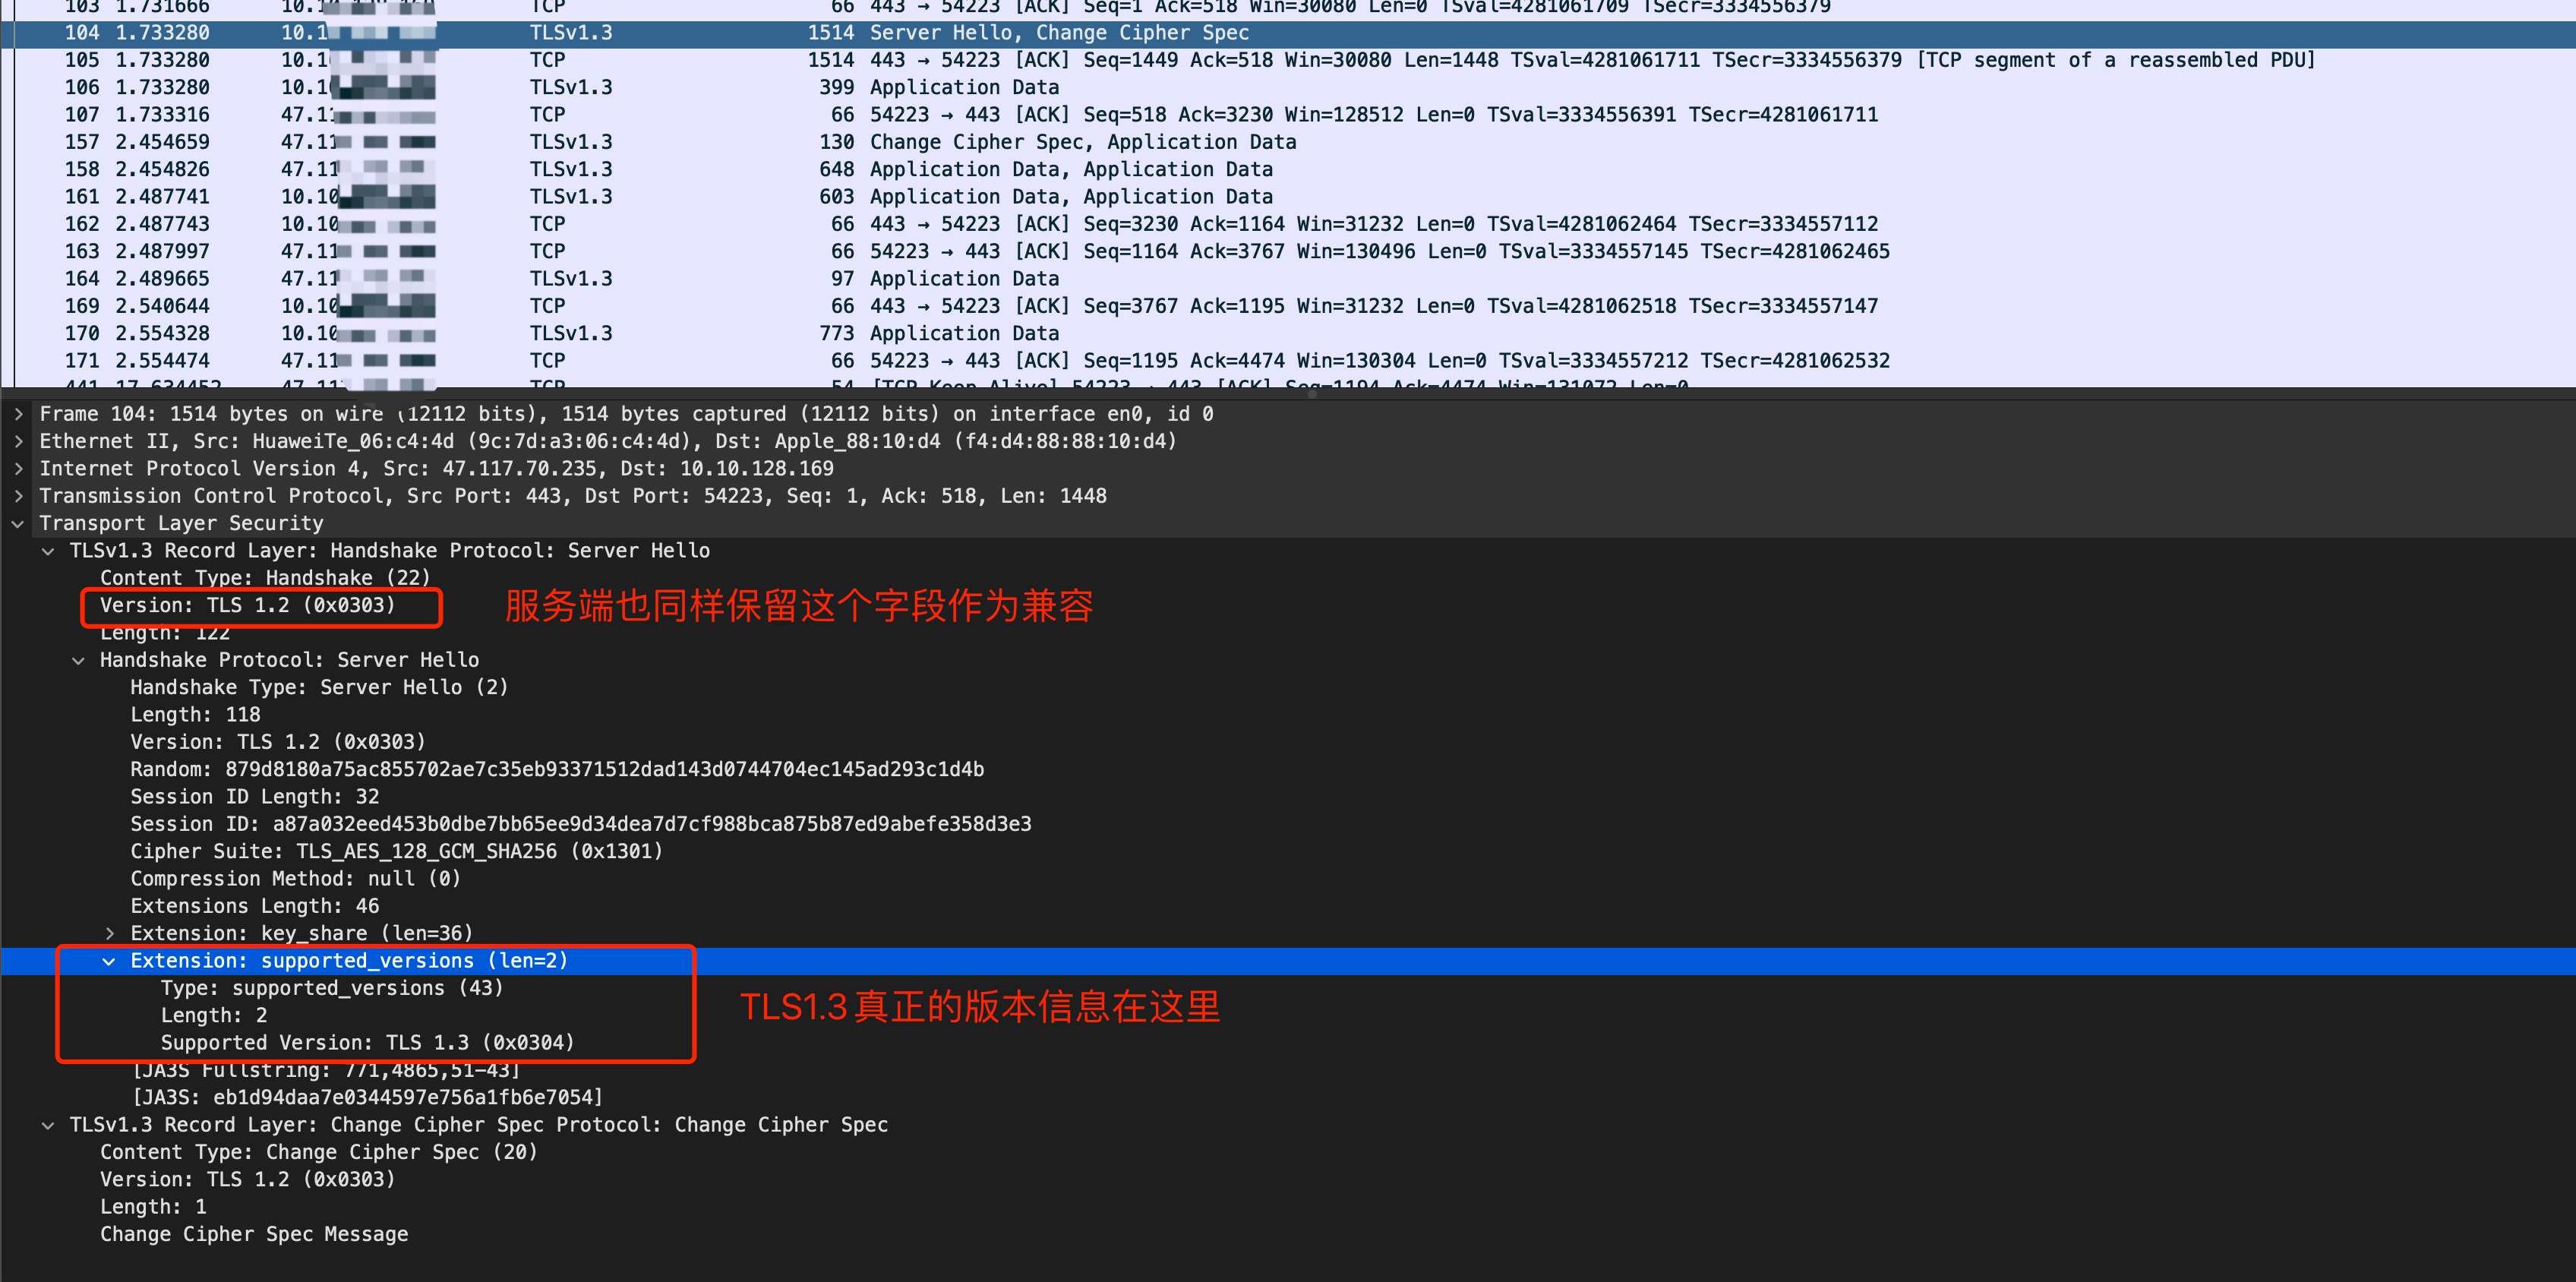 103 1.731666 10.1 TCP 66 443 → 54223 [ACK] Seq=1 Ack=518 Win=30080 Len=0 TSval=4281061709 TSecr=3334556379
104 1.733280 10.1 TLSv1.3 1514 Server Hello, Change Cipher Spec
105 1.733280 10.1 TCP 1514 443 → 54223 [ACK] Seq=1449 Ack=518 Win=30080 Len=1448 TSval=4281061711 TSecr=3334556379 [TCP segment of a reassembled PDU]
106 1.733280 10.1 TLSv1.3 399 Application Data
107 1.733316 47.11 TCP 66 54223 → 443 [ACK] Seq=518 Ack=3230 Win=128512 Len=0 TSval=3334556391 TSecr=4281061711
157 2.454659 47.11 TLSv1.3 130 Change Cipher Spec, Application Data
158 2.454826 47.11 TLSv1.3 648 Application Data, Application Data
161 2.487741 10.10 TLSv1.3 603 Application Data, Application Data
162 2.487743 10.10 TCP 66 443 → 54223 [ACK] Seq=3230 Ack=1164 Win=31232 Len=0 TSval=4281062464 TSecr=3334557112
163 2.487997 47.11 TCP 66 54223 → 443 [ACK] Seq=1164 Ack=3767 Win=130496 Len=0 TSval=3334557145 TSecr=4281062465
164 2.489665 47.11 TLSv1.3 97 Application Data
169 2.540644 10.10 TCP 66 443 → 54223 [ACK] Seq=3767 Ack=1195 Win=31232 Len=0 TSval=4281062518 TSecr=3334557147
170 2.554328 10.10 TLSv1.3 773 Application Data
171 2.554474 47.11 TCP 66 54223 → 443 [ACK] Seq=1195 Ack=4474 Win=130304 Len=0 TSval=3334557212 TSecr=4281062532
441 17.634452 47.11 TCP 54 [TCP Keep-Alive] 54223 → 443 [ACK] Seq=1194 Ack=4474 Win=131072 Len=0
Frame 104: 1514 bytes on wire (12112 bits), 1514 bytes captured (12112 bits) on interface en0, id 0
Ethernet II, Src: HuaweiTe_06:c4:4d (9c:7d:a3:06:c4:4d), Dst: Apple_88:10:d4 (f4:d4:88:88:10:d4)
Internet Protocol Version 4, Src: 47.117.70.235, Dst: 10.10.128.169
Transmission Control Protocol, Src Port: 443, Dst Port: 54223, Seq: 1, Ack: 518, Len: 1448
Transport Layer Security
TLSv1.3 Record Layer: Handshake Protocol: Server Hello
Content Type: Handshake (22)
Version: TLS 1.2 (0x0303) 服务端也同样保留这个字段作为兼容
Length: 122
Handshake Protocol: Server Hello
Handshake Type: Server Hello (2)
Length: 118
Version: TLS 1.2 (0x0303)
Random: 879d8180a75ac855702ae7c35eb93371512dad143d0744704ec145ad293c1d4b
Session ID Length: 32
Session ID: a87a032eed453b0dbe7bb65ee9d34dea7d7cf988bca875b87ed9abefe358d3e3
Cipher Suite: TLS_AES_128_GCM_SHA256 (0x1301)
Compression Method: null (0)
Extensions Length: 46
Extension: key_share (len=36)
Extension: supported_versions (len=2)
Type: supported_versions (43)
TLS1.3真正的版本信息在这里
Length: 2
Supported Version: TLS 1.3 (0x0304)
[JA3S Fullstring: 771,4865,51-43]
[JA3S: eb1d94daa7e0344597e756a1fb6e7054]
TLSv1.3 Record Layer: Change Cipher Spec Protocol: Change Cipher Spec
Content Type: Change Cipher Spec (20)
Version: TLS 1.2 (0x0303)
Length: 1
Change Cipher Spec Message